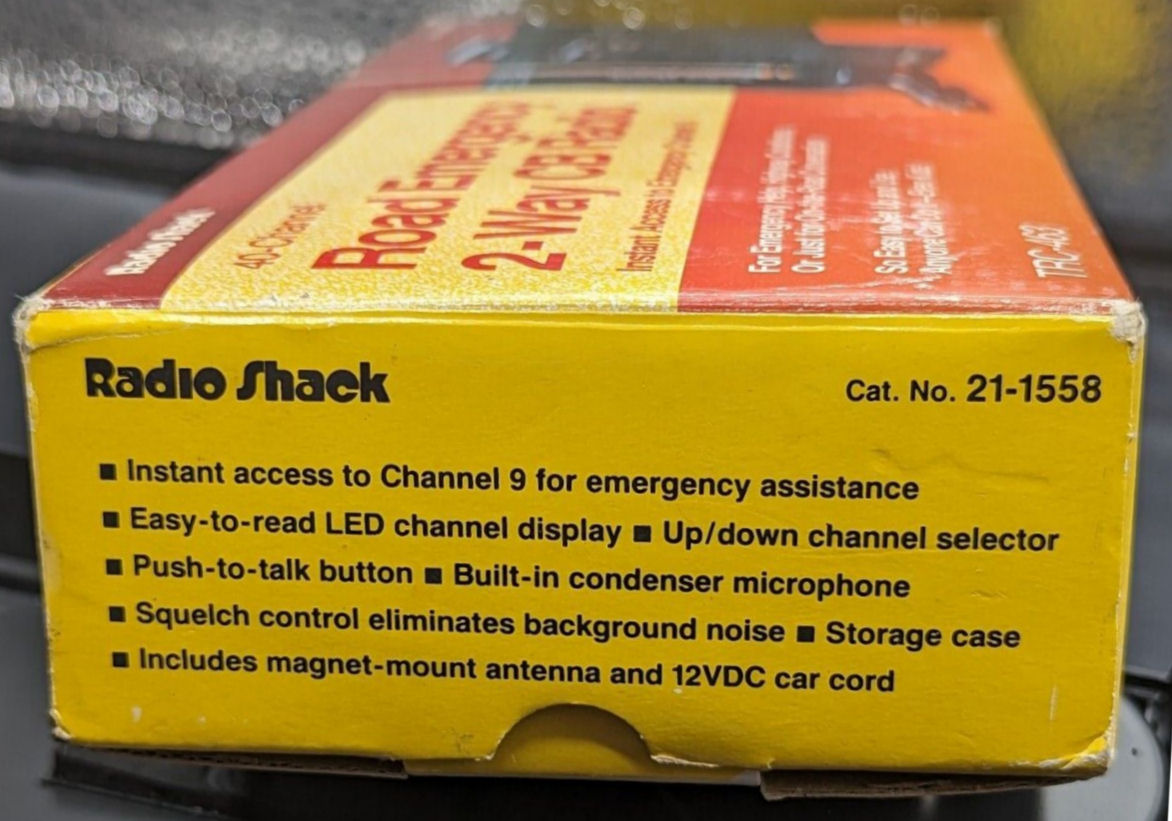 Radio Shack
40-Channel
Road Emergency
2-Way CB Radio
Instant Access to Emergency Channel 9
For Emergency Help, Highway Conditions
Or Just for On-the-Road Conversation
So Easy to Set Up and Use,
Anyone Can Do It—See Side!
TRC-463
Radio Shack
Cat. No. 21-1558
■ Instant access to Channel 9 for emergency assistance
■ Easy-to-read LED channel display ■ Up/down channel selector
■ Push-to-talk button ■ Built-in condenser microphone
■ Squelch control eliminates background noise ■ Storage case
■ Includes magnet-mount antenna and 12VDC car cord